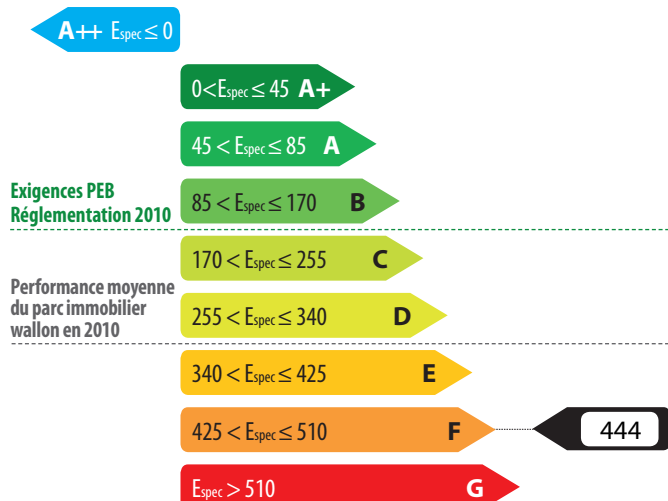 A++ Espec ≤ 0
0<Espec ≤ 45 A+
45 < Espec ≤ 85 A
Exigences PEB
Réglementation 2010
85 < Espec ≤ 170 B
170 < Espec ≤ 255 C
Performance moyenne
du parc immobilier
wallon en 2010
255 < Espec ≤ 340 D
340 < Espec ≤ 425 E
425 < Espec ≤ 510 F
444
Espec > 510 G